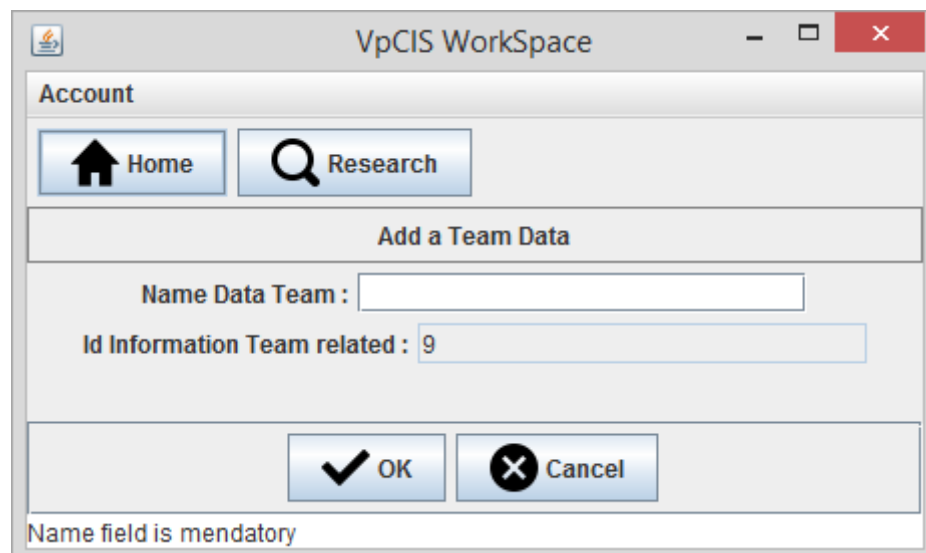 VpCIS WorkSpace
Account
Home Research
Add a Team Data
Name Data Team :
Id Information Team related : 9
OK Cancel
Name field is mendatory